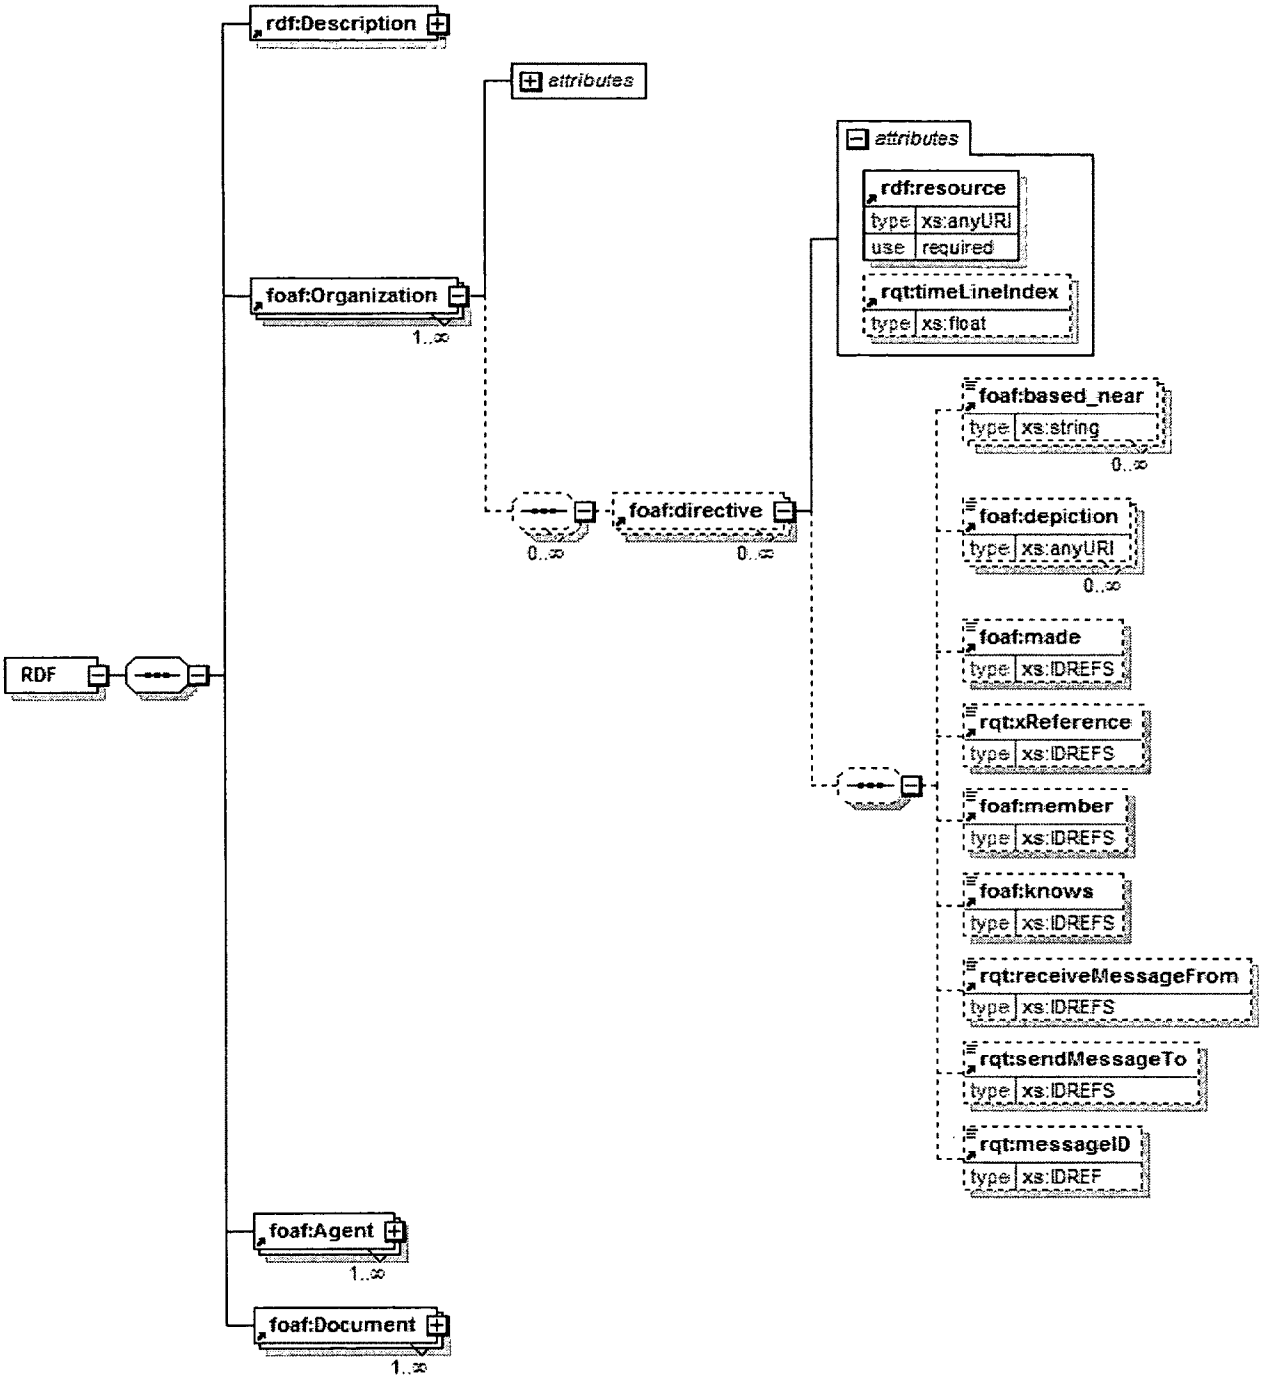 rdf:Description
attributes
attributes
rdf:resource
type xs:anyURI
use required
rqt:timeLineIndex
type xs:float
foaf:Organization
1..∞
foaf:based_near
type xs:string
0..∞
foaf:directive
0..∞
0..∞
foaf:depiction
type xs:anyURI
0..∞
foaf:made
type xs:IDREFS
RDF
rqt:xReference
type xs:IDREFS
foaf:member
type xs:IDREFS
foaf:knows
type xs:IDREFS
rqt:receiveMessageFrom
type xs:IDREFS
rqt:sendMessageTo
type xs:IDREFS
rqt:messageID
type xs:IDREF
foaf:Agent
1..∞
foaf:Document
1..∞